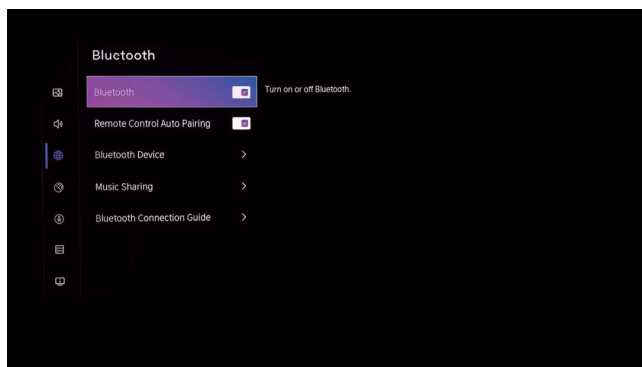 Bluetooth
Bluetooth
Turn on or off Bluetooth.
Remote Control Auto Pairing
Bluetooth Device
Music Sharing
Bluetooth Connection Guide